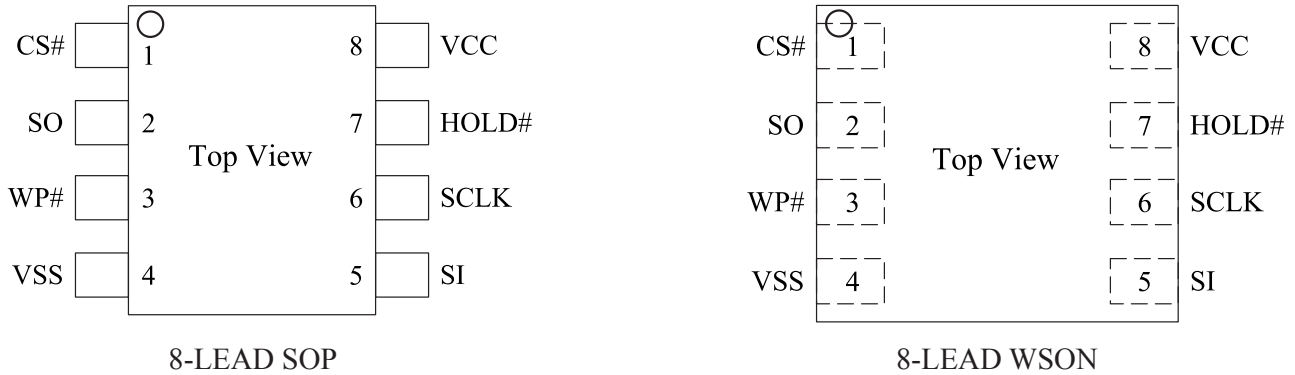 CS# 1 8 VCC
SO 2 7 HOLD#
Top View
WP# 3 6 SCLK
VSS 4 5 SI
8-LEAD SOP
CS# 1 8 VCC
SO 2 7 HOLD#
Top View
WP# 3 6 SCLK
VSS 4 5 SI
8-LEAD WSON